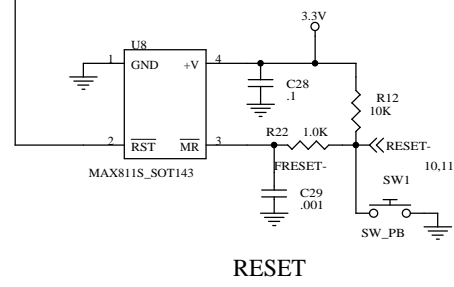 3.3V
U8
1
GND
+V
4
C28
.1
R12
10K
2
RST
MR
3
R22
1.0K
RESET-
FRESET-
10,11
MAX811S_SOT143
C29
.001
SW1
SW_PB
RESET